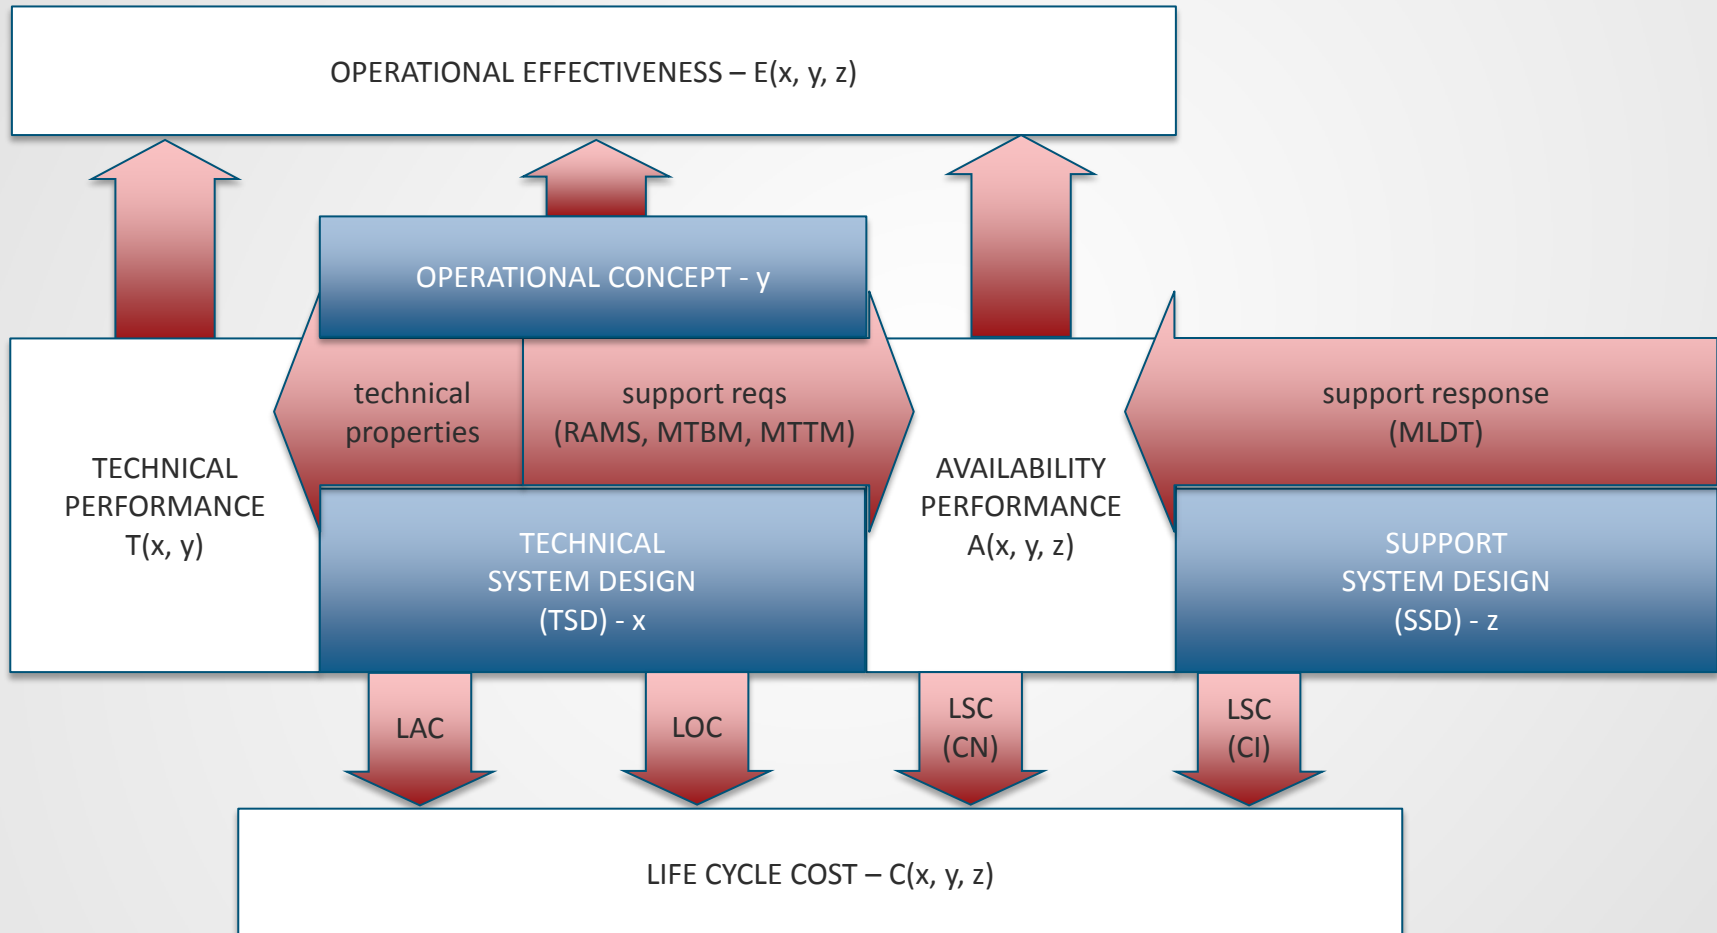 OPERATIONAL EFFECTIVENESS – E(x, y, z)
OPERATIONAL CONCEPT - y
technical
properties
support reqs
(RAMS, MTBM, MTTM)
support response
(MLDT)
TECHNICAL
PERFORMANCE
T(x, y)
AVAILABILITY
PERFORMANCE
A(x, y, z)
TECHNICAL
SYSTEM DESIGN
(TSD) - x
SUPPORT
SYSTEM DESIGN
(SSD) - z
LAC
LOC
LSC
(CN)
LSC
(CI)
LIFE CYCLE COST – C(x, y, z)